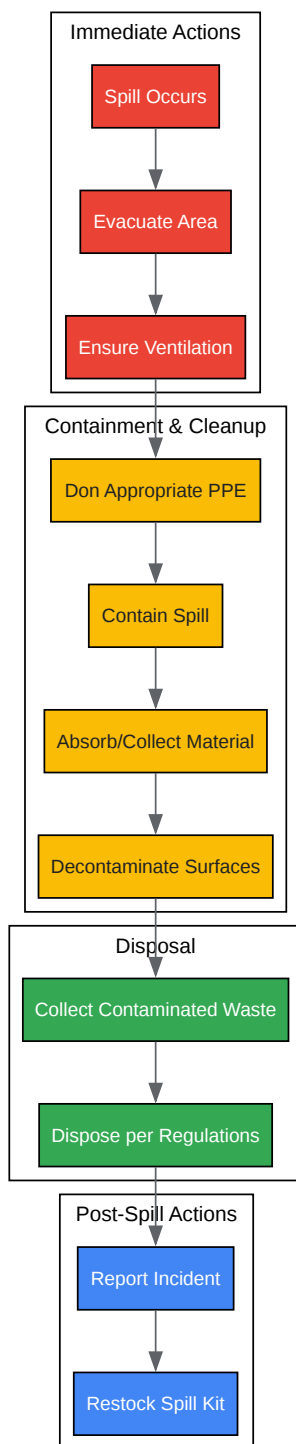 Immediate Actions
Spill Occurs
Evacuate Area
Ensure Ventilation
Containment & Cleanup
Don Appropriate PPE
Contain Spill
Absorb/Collect Material
Decontaminate Surfaces
Disposal
Collect Contaminated Waste
Dispose per Regulations
Post-Spill Actions
Report Incident
Restock Spill Kit